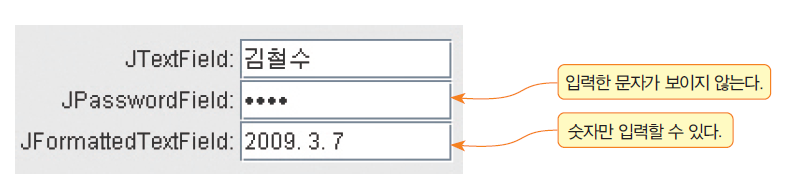 JTextField: 김철수
JPasswordField: ••••
입력한 문자가 보이지 않는다.
JFormattedTextField: 2009. 3. 7
숫자만 입력할 수 있다.